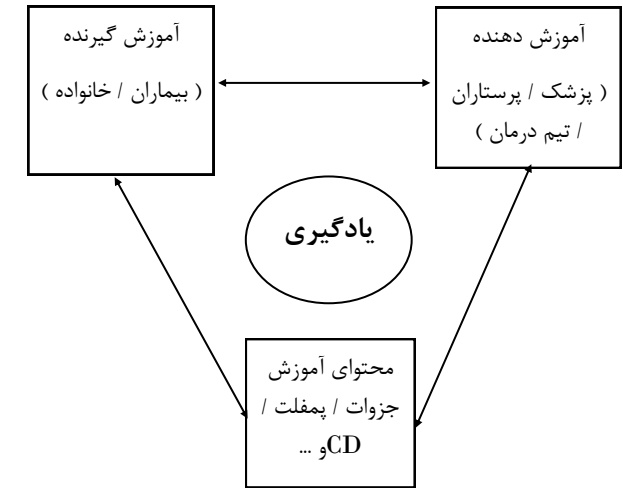 آموزش دهنده
( پزشک / پرستاران
/ تیم درمان )
آموزش گیرنده
( بیماران / خانواده )
یادگیری
محتوای آموزش
جزوات / پمفلت /
CDو ...